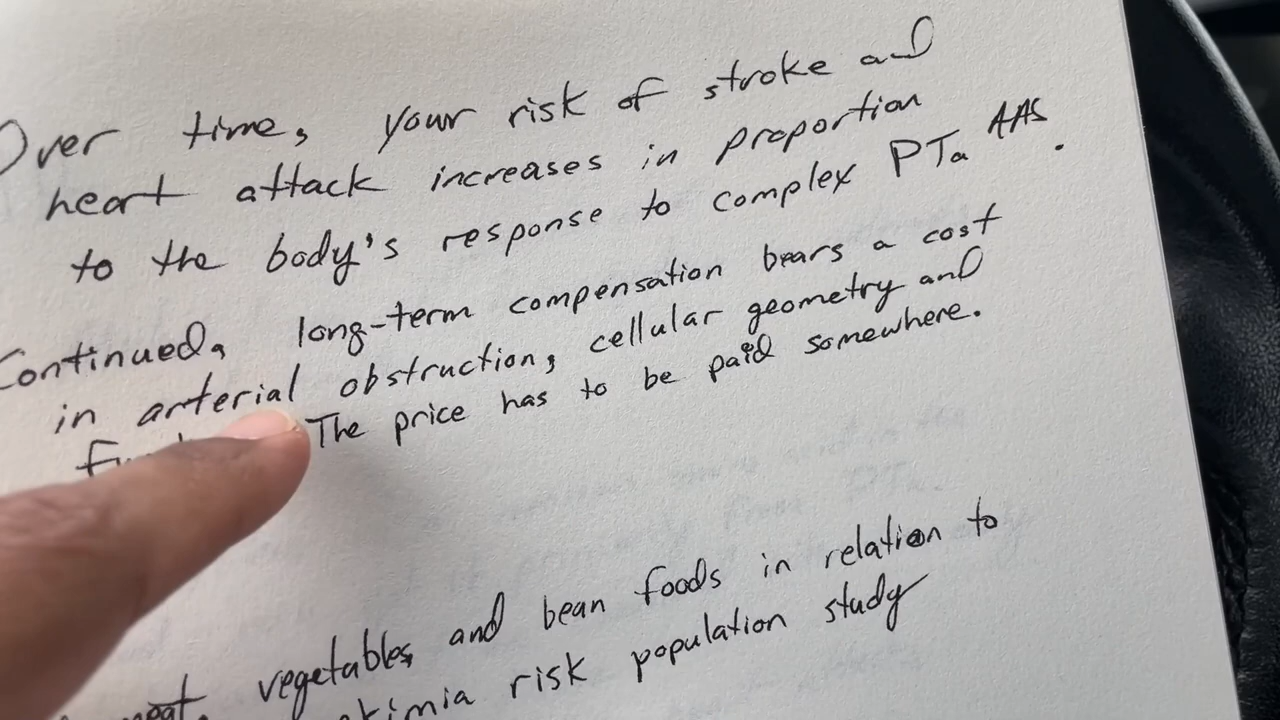 Over time, your risk of stroke and
heart attack increases in proportion
to the body's response to complex PTa AAs.
Continued, long-term compensation bears a cost
in arterial obstruction, cellular geometry and
The price has to be paid somewhere.
vegetables, and bean foods in relation to
risk population study